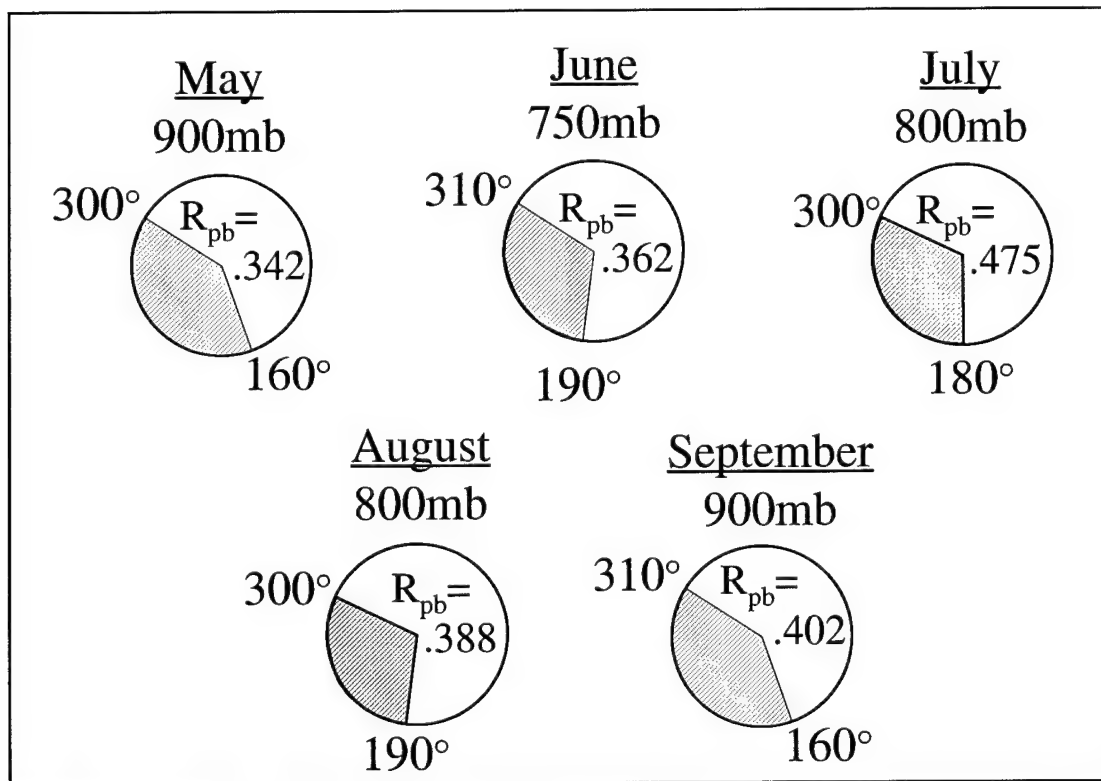 May
900mb
300°
R_pb=
.342
160°
June
750mb
310°
R_pb=
.362
190°
July
800mb
300°
R_pb=
.475
180°
August
800mb
300°
R_pb=
.388
190°
September
900mb
310°
R_pb=
.402
160°